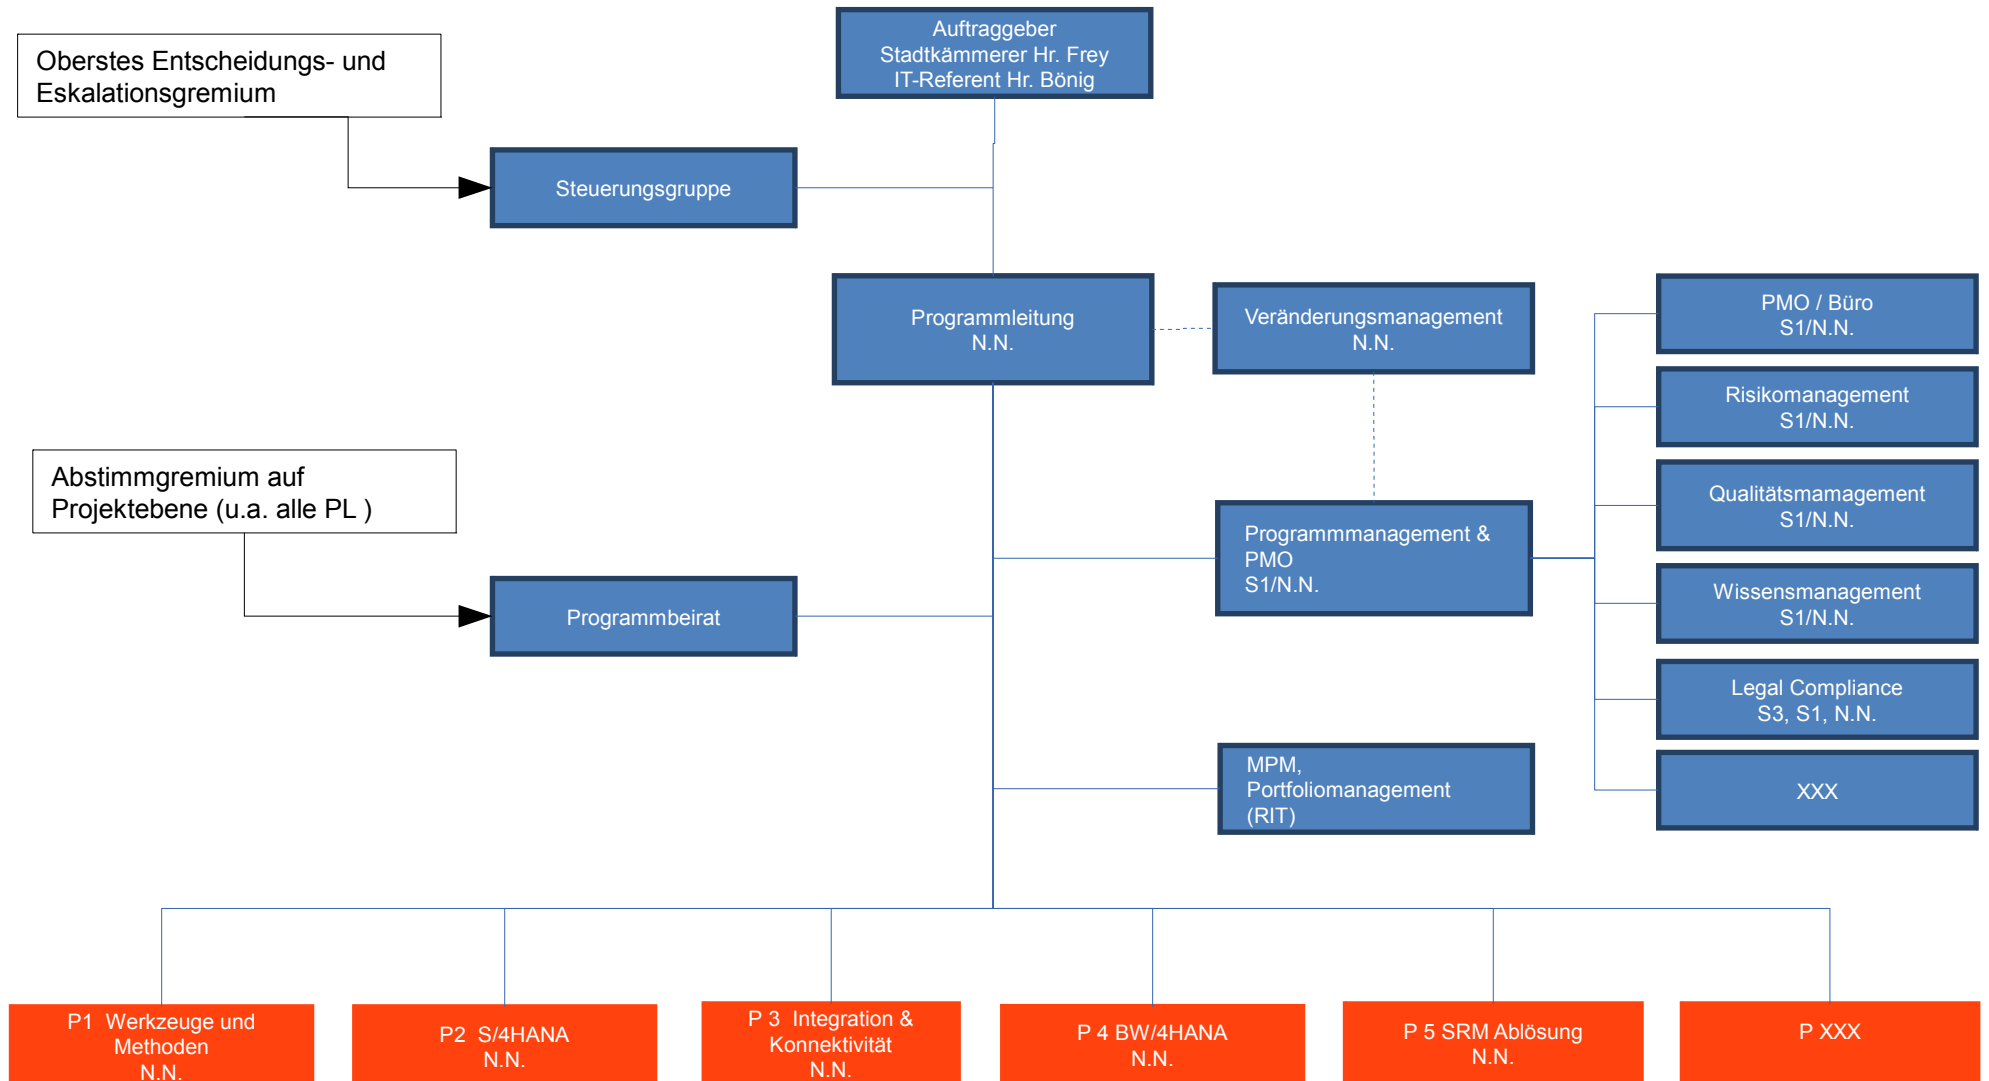 Auftraggeber
Stadtkämmerer Hr. Frey
IT-Referent Hr. Bönig
Oberstes Entscheidungs- und
Eskalationsgremium
Steuerungsgruppe
Programmleitung
N.N.
Veränderungsmanagement
N.N.
PMO / Büro
S1/N.N.
Risikomanagement
S1/N.N.
Abstimmgremium auf
Projektebene (u.a. alle PL )
Qualitätsmamagement
S1/N.N.
Programmmanagement &
PMO
S1/N.N.
Programmbeirat
Wissensmanagement
S1/N.N.
Legal Compliance
S3, S1, N.N.
MPM,
Portfoliomanagement
(RIT)
XXX
P1  Werkzeuge und
Methoden
N.N.
P2  S/4HANA
N.N.
P 3  Integration &
Konnektivität
N.N.
P 4 BW/4HANA
N.N.
P 5 SRM Ablösung
N.N.
P XXX